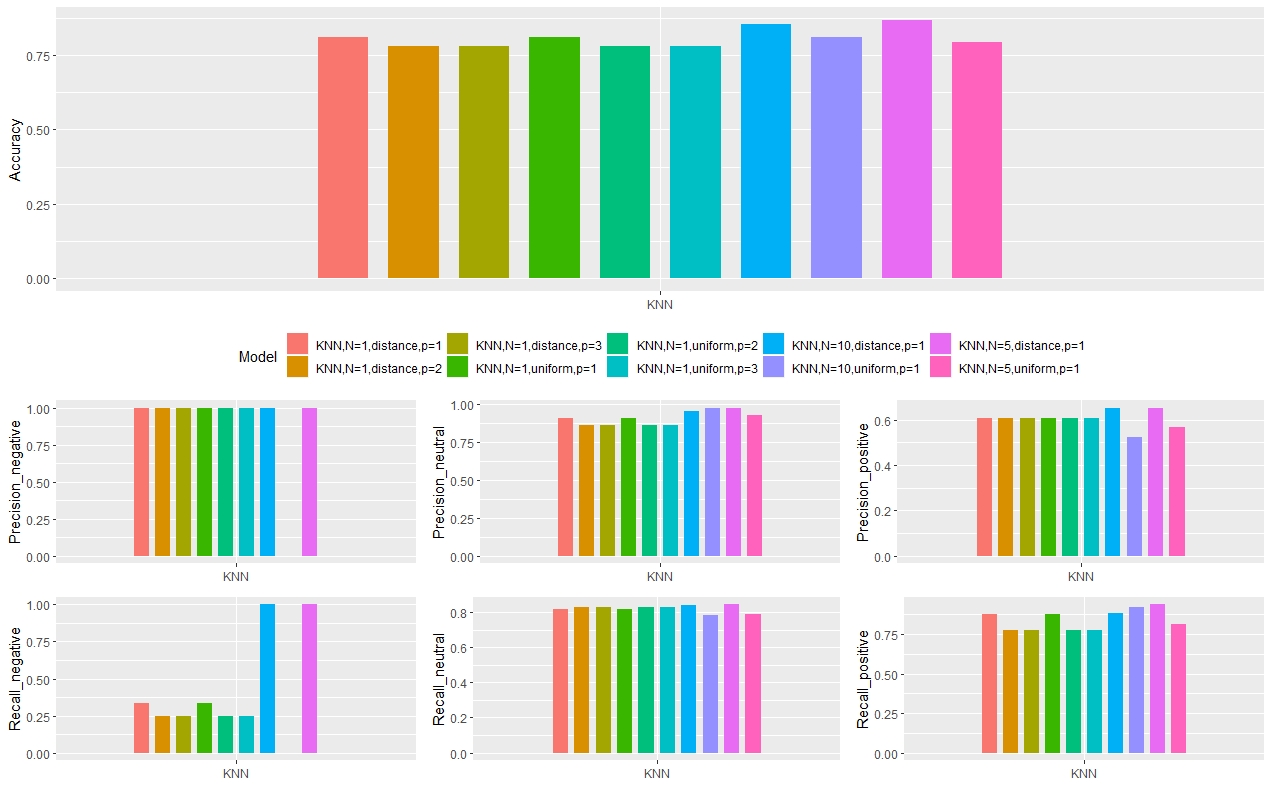 Accuracy
0.75
0.50
0.25
0.00
KNN
Model
KNN,N=1,distance,p=1 KNN,N=1,distance,p=3 KNN,N=1,uniform,p=2 KNN,N=10,distance,p=1 KNN,N=5,distance,p=1
KNN,N=1,distance,p=2 KNN,N=1,uniform,p=1 KNN,N=1,uniform,p=3 KNN,N=10,uniform,p=1 KNN,N=5,uniform,p=1
Precision_negative
1.00
0.75
0.50
0.25
0.00
KNN
Precision_neutral
1.00
0.75
0.50
0.25
0.00
KNN
Precision_positive
0.6
0.4
0.2
0.0
KNN
Recall_negative
1.00
0.75
0.50
0.25
0.00
KNN
Recall_neutral
0.8
0.6
0.4
0.2
0.0
KNN
Recall_positive
0.75
0.50
0.25
0.00
KNN